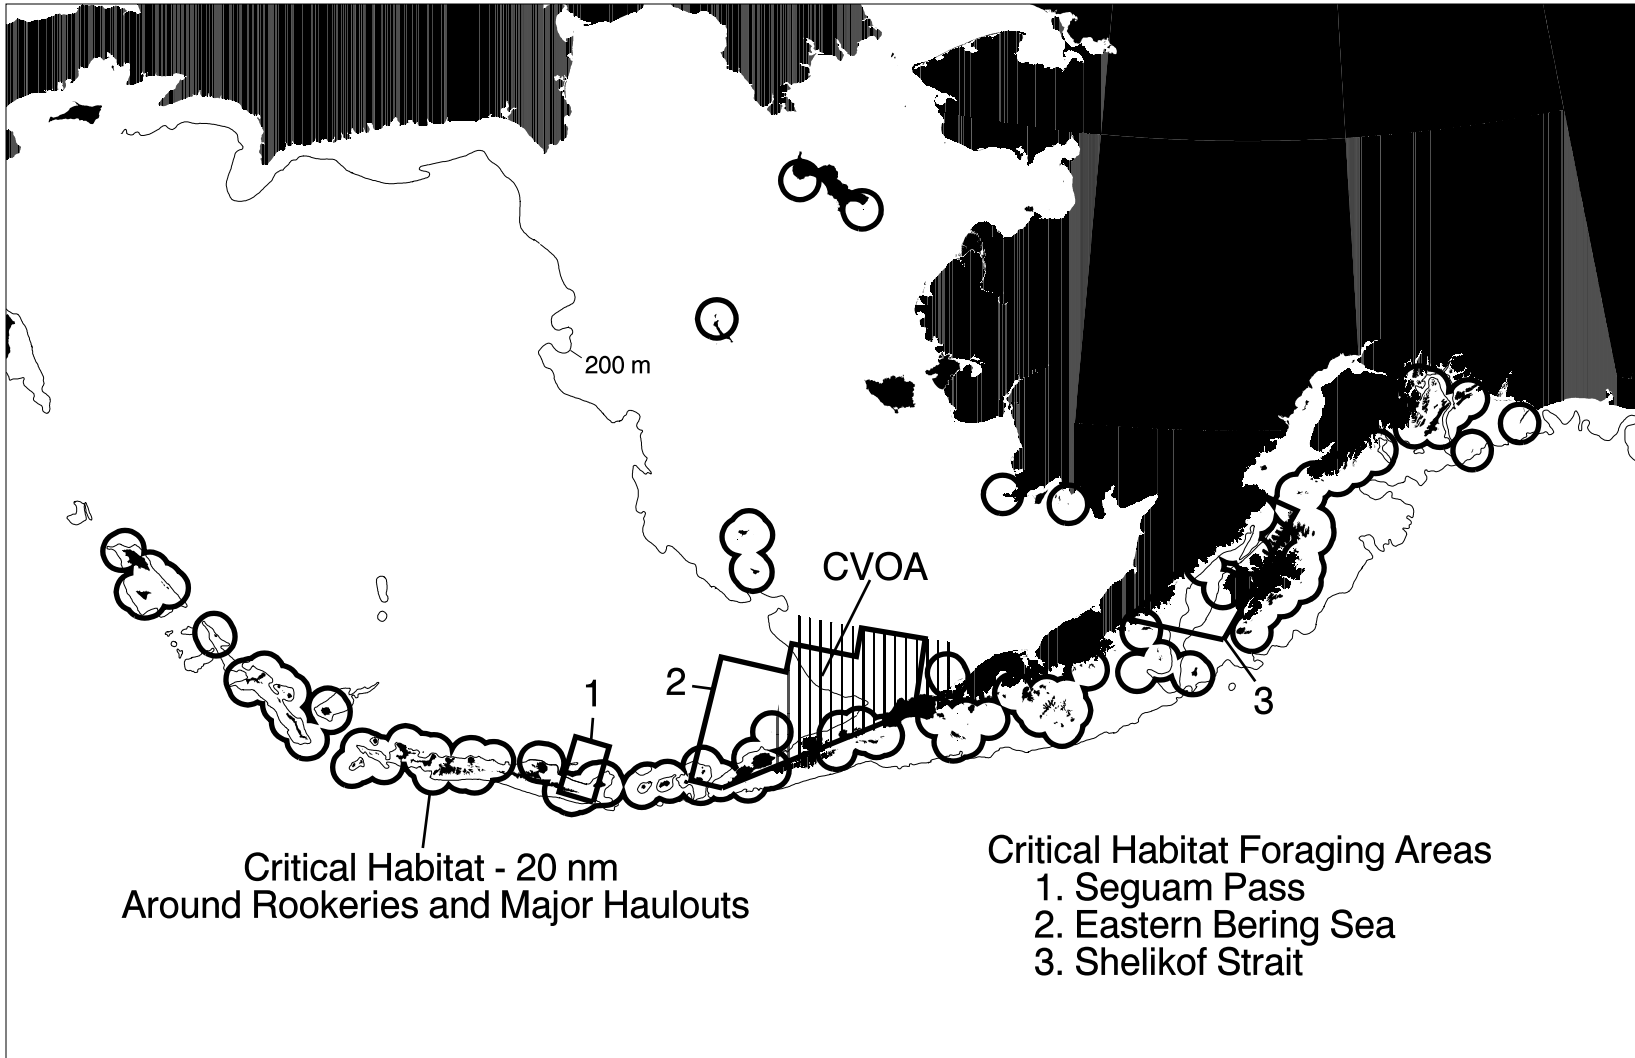 200 m
CVOA
2
1
3
Critical Habitat - 20 nm
Around Rookeries and Major Haulouts
Critical Habitat Foraging Areas
1. Seguam Pass
2. Eastern Bering Sea
3. Shelikof Strait